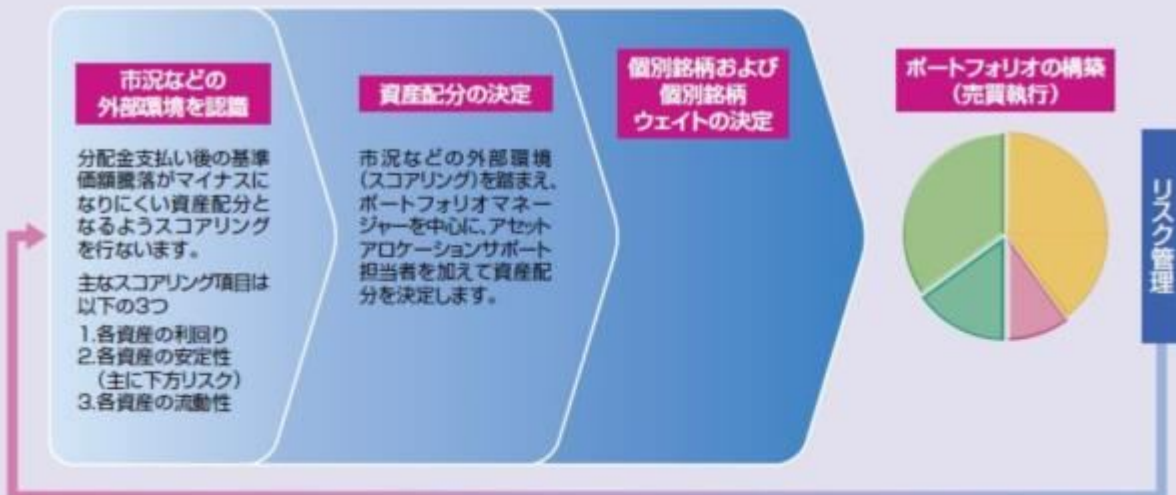 市況などの
外部環境を認識
分配金支払い後の基準
価額騰落がマイナスに
なりにくい資産配分と
なるようスコアリング
を行ないます。
主なスコアリング項目は
以下の3つ
1.各資産の利回り
2.各資産の安定性
（主に下方リスク）
3.各資産の流動性
資産配分の決定
市況などの外部環境
（スコアリング）を踏まえ、
ポートフォリオマネー
ジャーを中心に、アセット
アロケーションサポート
担当者を加えて資産配
分を決定します。
個別銘柄および
個別銘柄
ウェイトの決定
ポートフォリオの構築
（売買執行）
リスク管理